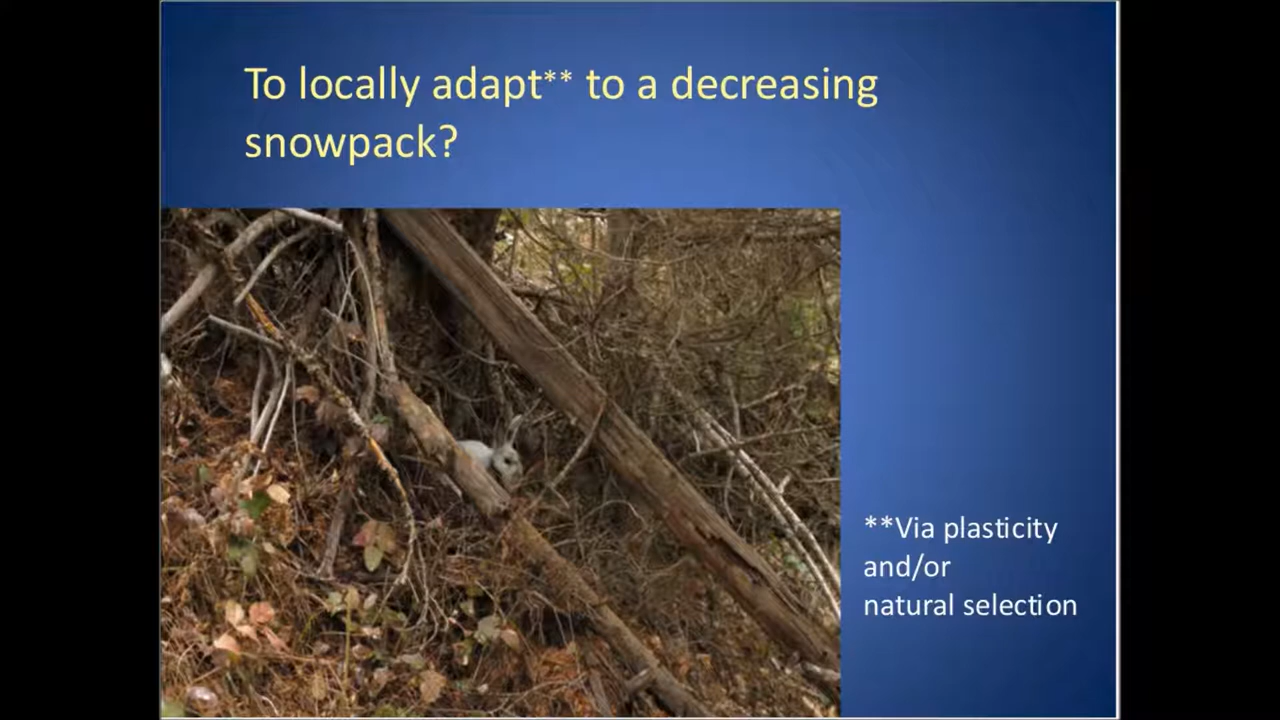 To locally adapt** to a decreasing
snowpack?
**Via plasticity
and/or
natural selection